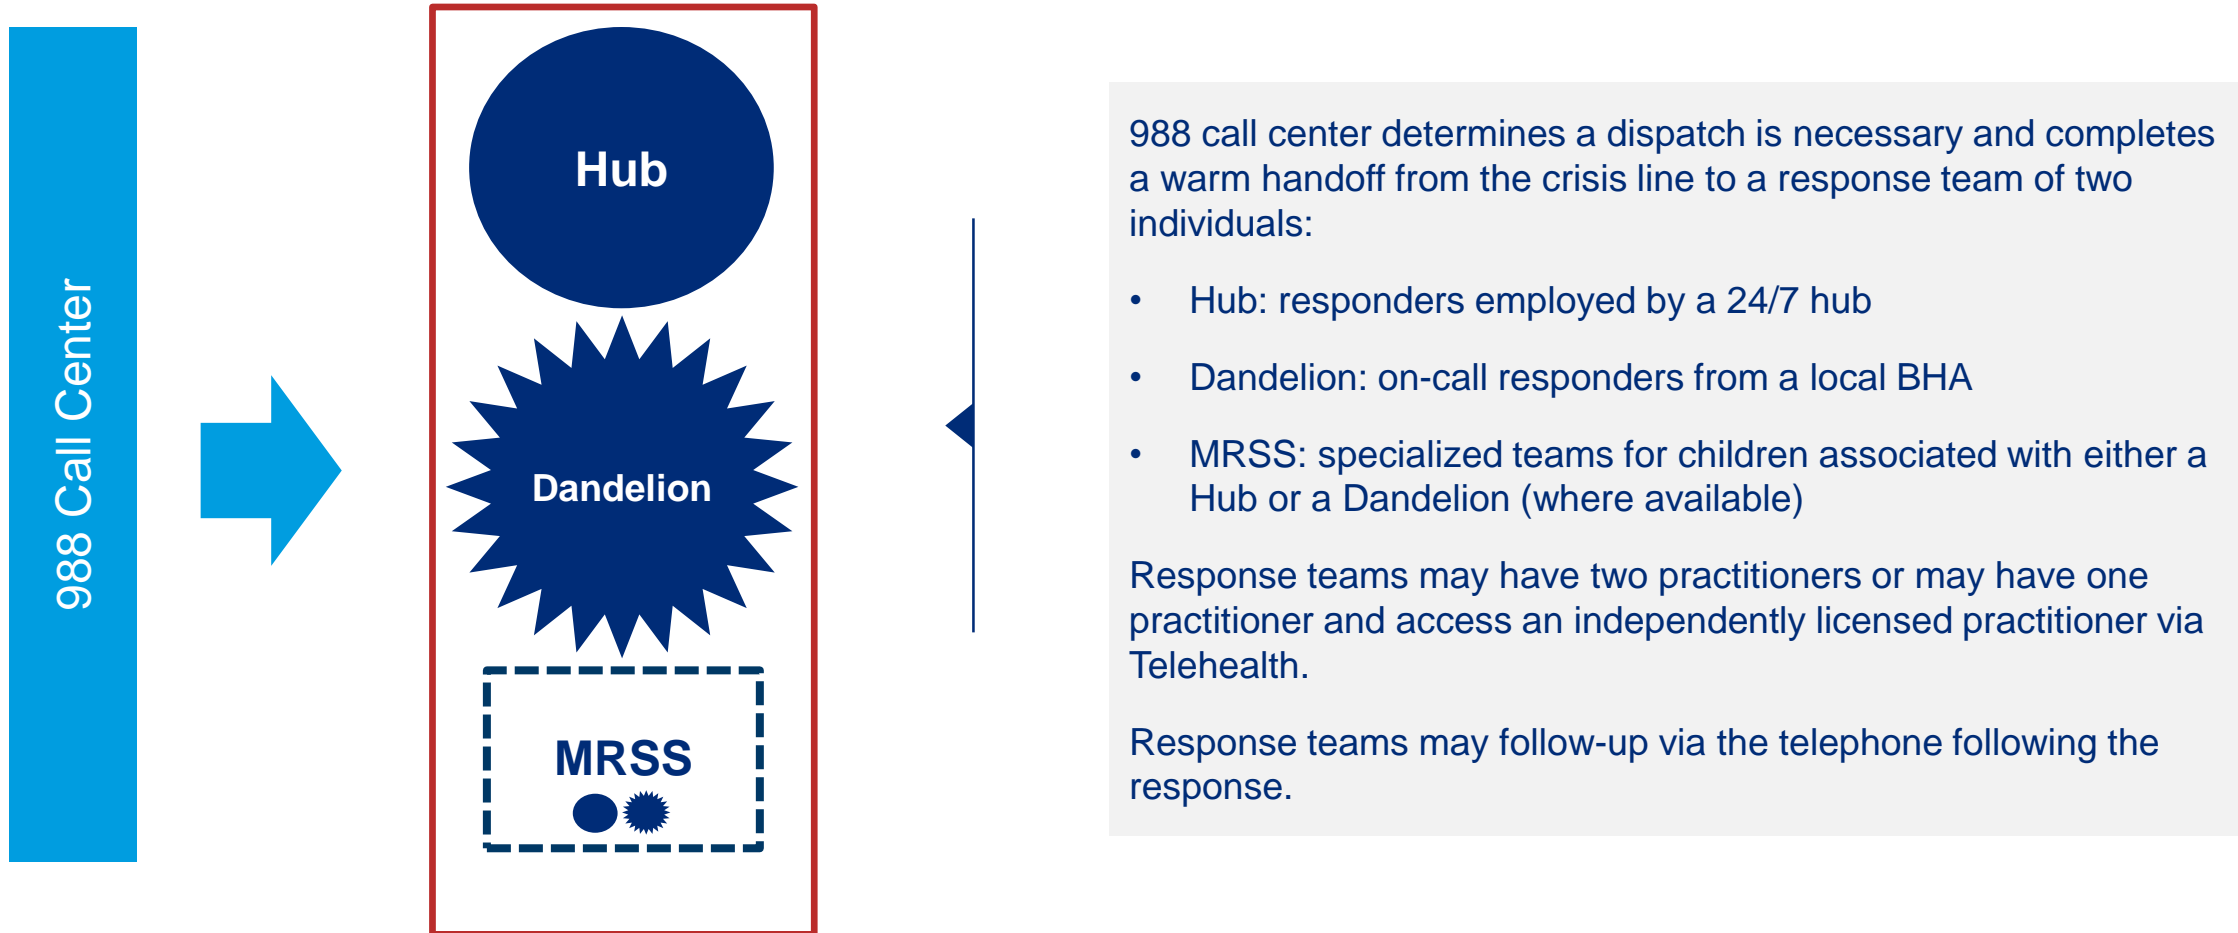 988 Call Center
Hub
Dandelion
MRSS
988 call center determines a dispatch is necessary and completes
a warm handoff from the crisis line to a response team of two
individuals:
• Hub: responders employed by a 24/7 hub
• Dandelion: on-call responders from a local BHA
• MRSS: specialized teams for children associated with either a
Hub or a Dandelion (where available)
Response teams may have two practitioners or may have one
practitioner and access an independently licensed practitioner via
Telehealth.
Response teams may follow-up via the telephone following the
response.